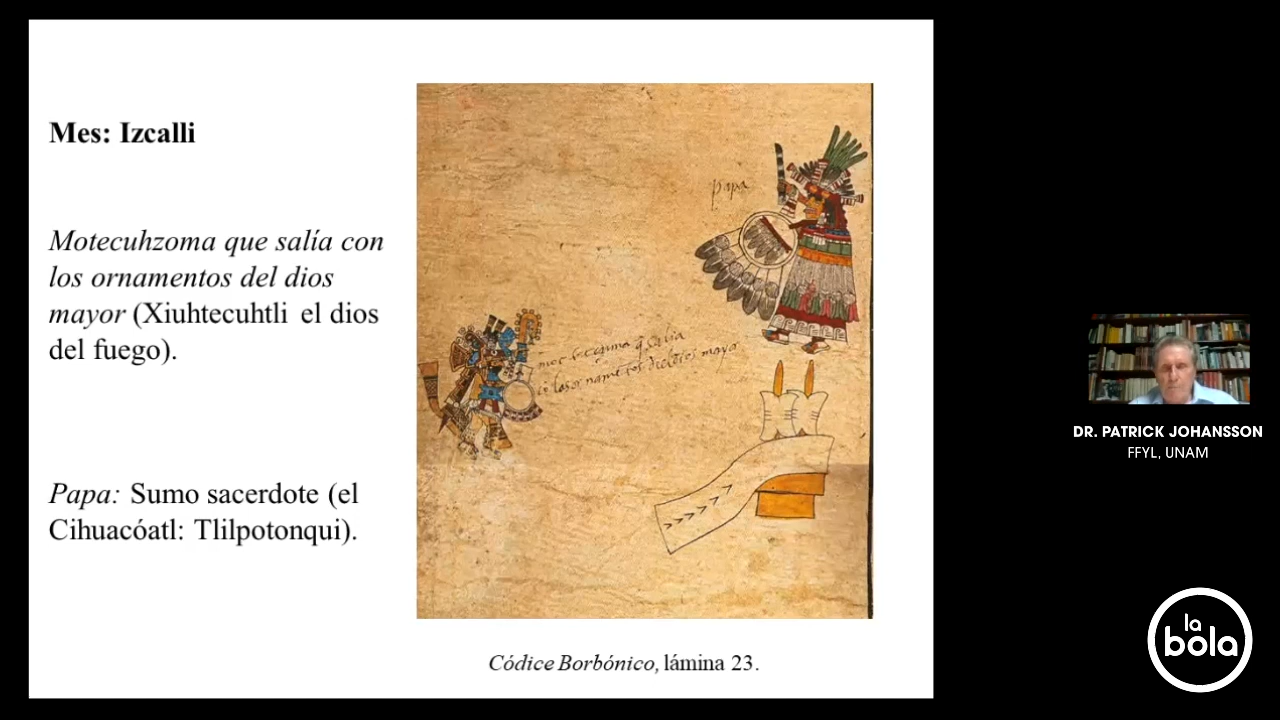 Mes: Izcalli
Motecuhzoma que salía con
los ornamentos del dios
mayor (Xiuhtecuhtli el dios
del fuego).
Papa: Sumo sacerdote (el
Cihuacóatl: Tlilpotonqui).
papa
Códice Borbónico, lámina 23.
DR. PATRICK JOHANSSON
FFYL, UNAM
la
bola